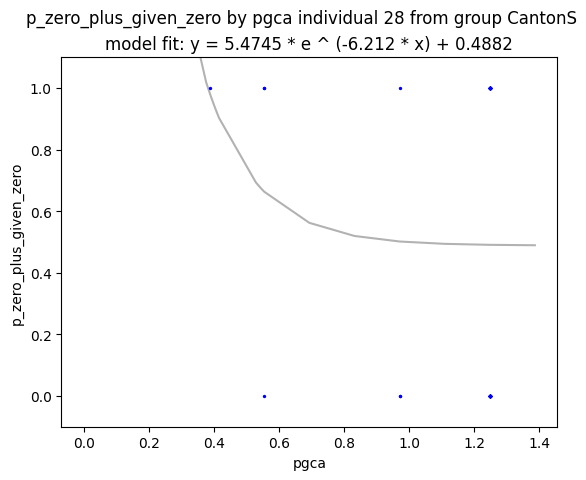 p_zero_plus_given_zero by pgca individual 28 from group CantonS
model fit: y = 5.4745 * e ^ (-6.212 * x) + 0.4882
1.0
0.8
0.6
0.4
0.2
0.0
p_zero_plus_given_zero
0.0 0.2 0.4 0.6 0.8 1.0 1.2 1.4
pgca